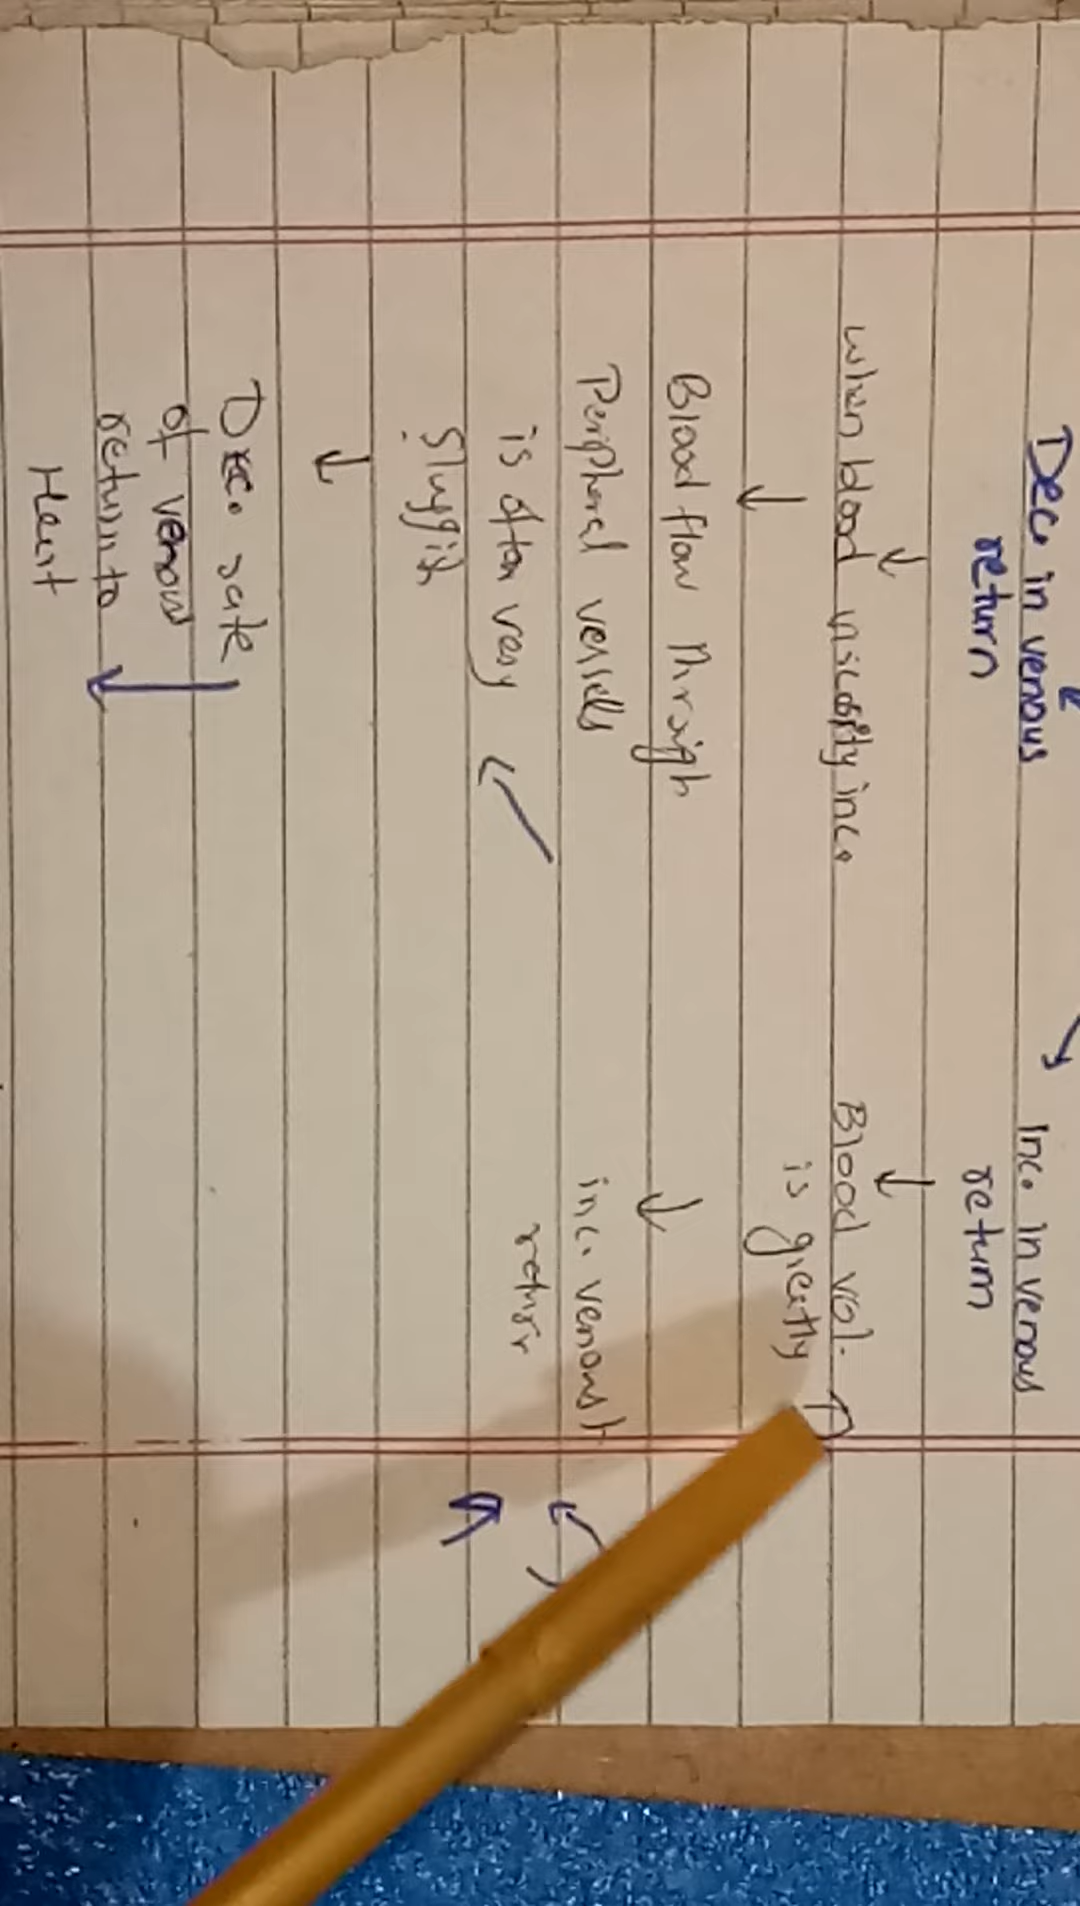 Dec. in venous
return
Inc. in venous
return
when blood viscosity inc.
Blood flow through
Peripheral vessels
is often very
sluggish
Dec. rate
of venous
return to
Heart
Blood vol.
is greatly ↑
inc. venous
return